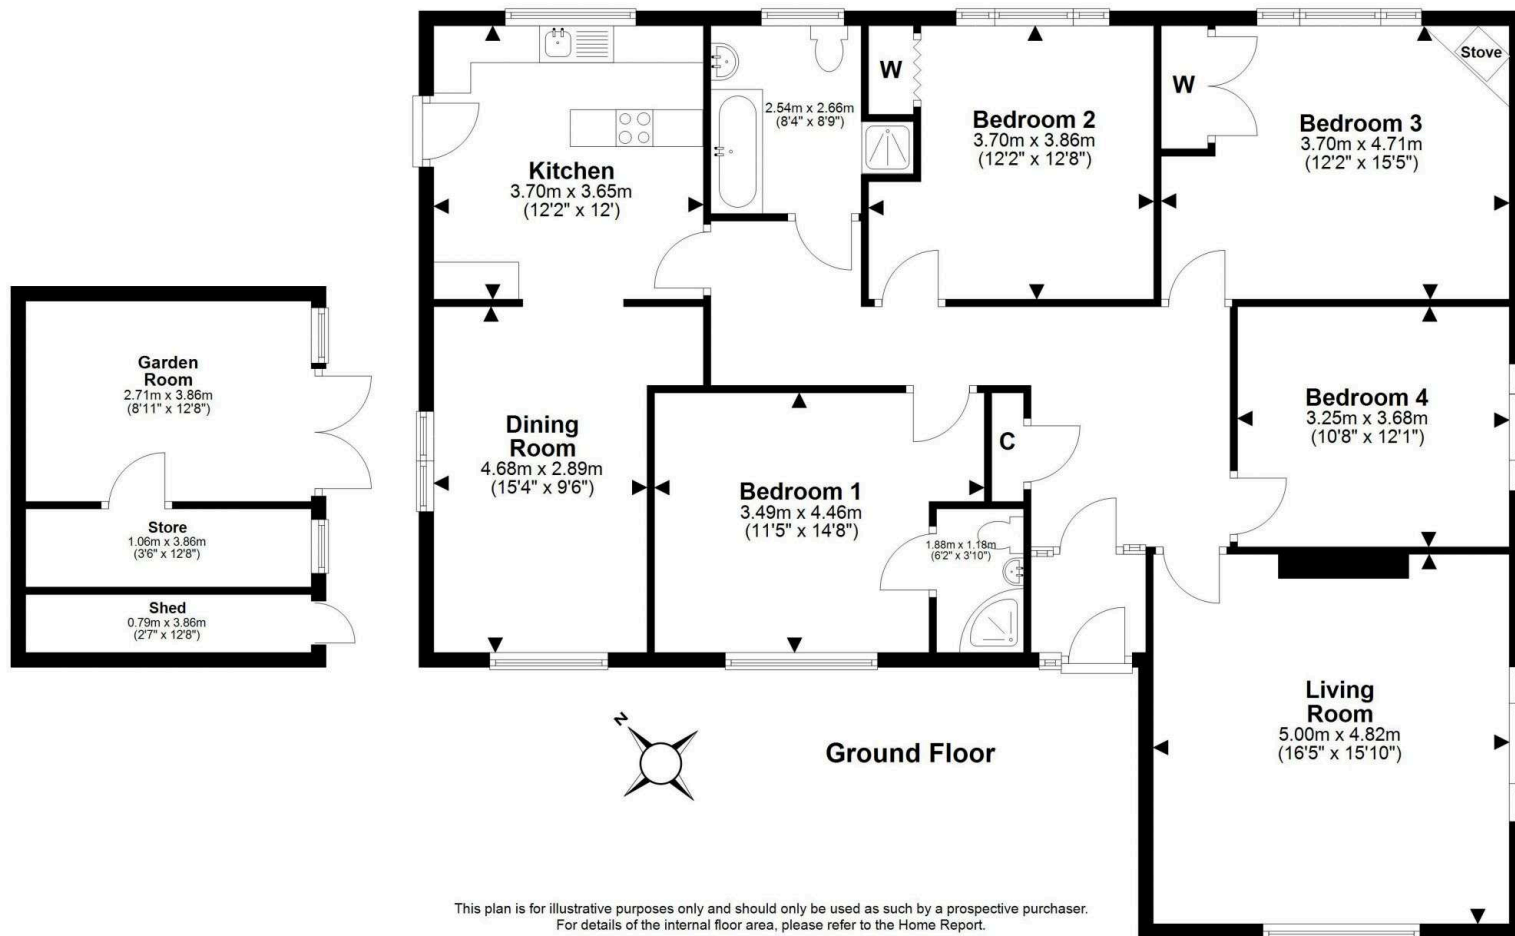 Kitchen
3.70m x 3.65m
(12'2" x 12')
2.54m x 2.66m
(8'4" x 8'9")
W
Bedroom 2
3.70m x 3.86m
(12'2" x 12'8")
W
Bedroom 3
3.70m x 4.71m
(12'2" x 15'5")
Stove
Garden
Room
2.71m x 3.86m
(8'11" x 12'8")
Store
1.06m x 3.86m
(3'6" x 12'8")
Shed
0.79m x 3.86m
(2'7" x 12'8")
Dining
Room
4.68m x 2.89m
(15'4" x 9'6")
Bedroom 1
3.49m x 4.46m
(11'5" x 14'8")
C
1.88m x 1.18m
(6'2" x 3'10")
Bedroom 4
3.25m x 3.68m
(10'8" x 12'1")
Living
Room
5.00m x 4.82m
(16'5" x 15'10")
N
Ground Floor
This plan is for illustrative purposes only and should only be used as such by a prospective purchaser.
For details of the internal floor area, please refer to the Home Report.